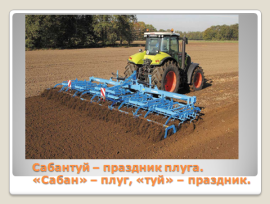 Сабантуй – праздник плуга.
«Сабан» – плуг, «туй» – праздник.